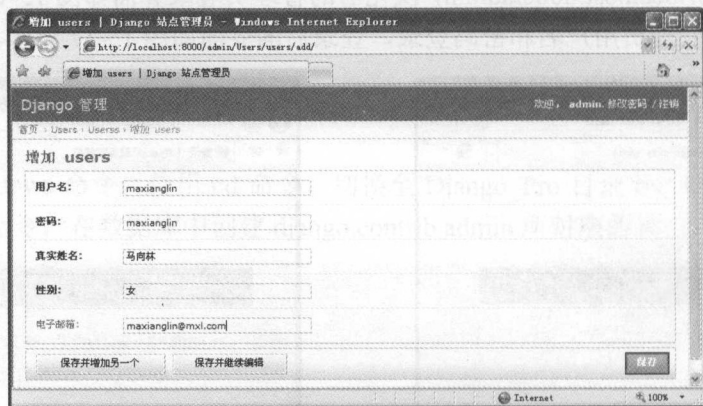 增加 users | Django 站点管理员 - Windows Internet Explorer
http://localhost:8000/admin/Users/users/add/
增加 users | Django 站点管理员
Django 管理
欢迎， admin. 修改密码 / 注销
首页 › Users › Userss › 增加 users
增加 users
用户名: maxianglin
密码: maxianglin
真实姓名: 马向林
性别: 女
电子邮箱: maxianglin@mxl.com
保存并增加另一个 保存并继续编辑 保存
Internet 100%